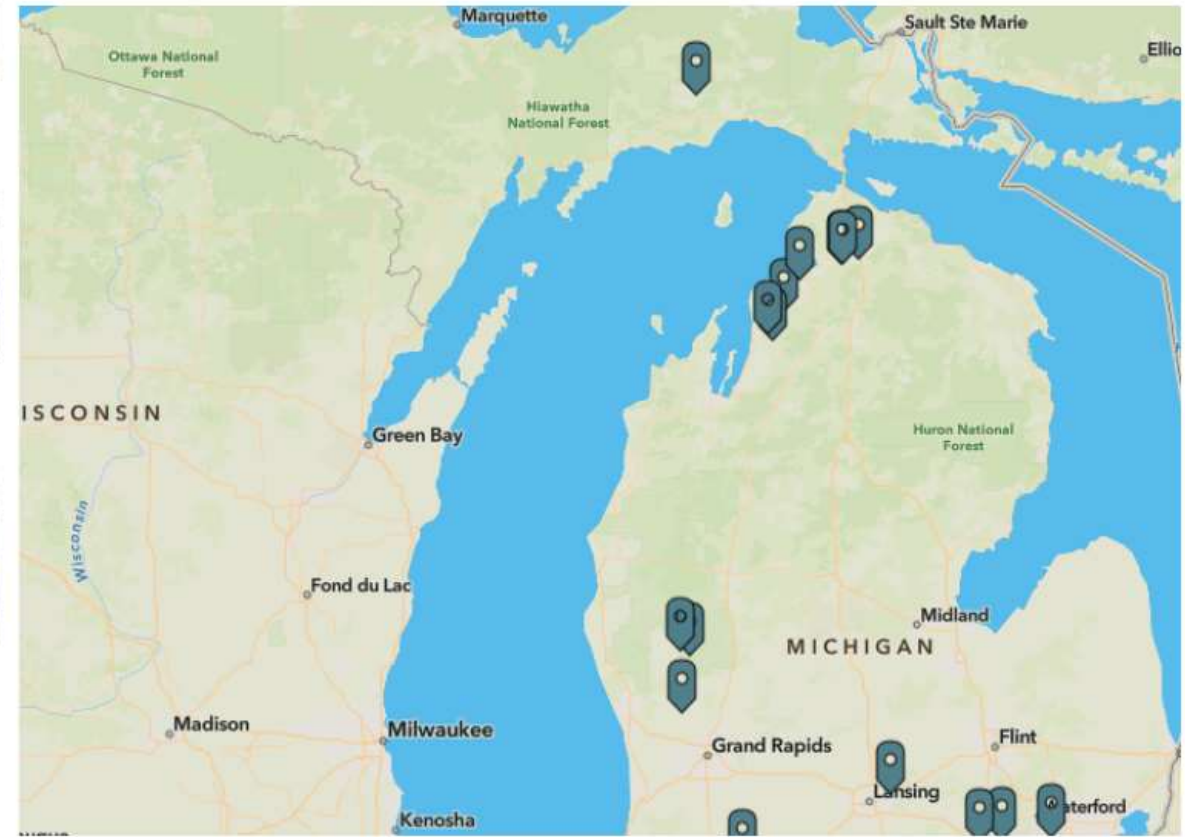 Marquette
Sault Ste Marie
Ellio
Ottawa National
Forest
Hiawatha
National Forest
ISCONSIN
Green Bay
Huron National
Forest
Wisconsin
Fond du Lac
Midland
MICHIGAN
Madison
Milwaukee
Grand Rapids
Flint
Lansing
aterford
Kenosha